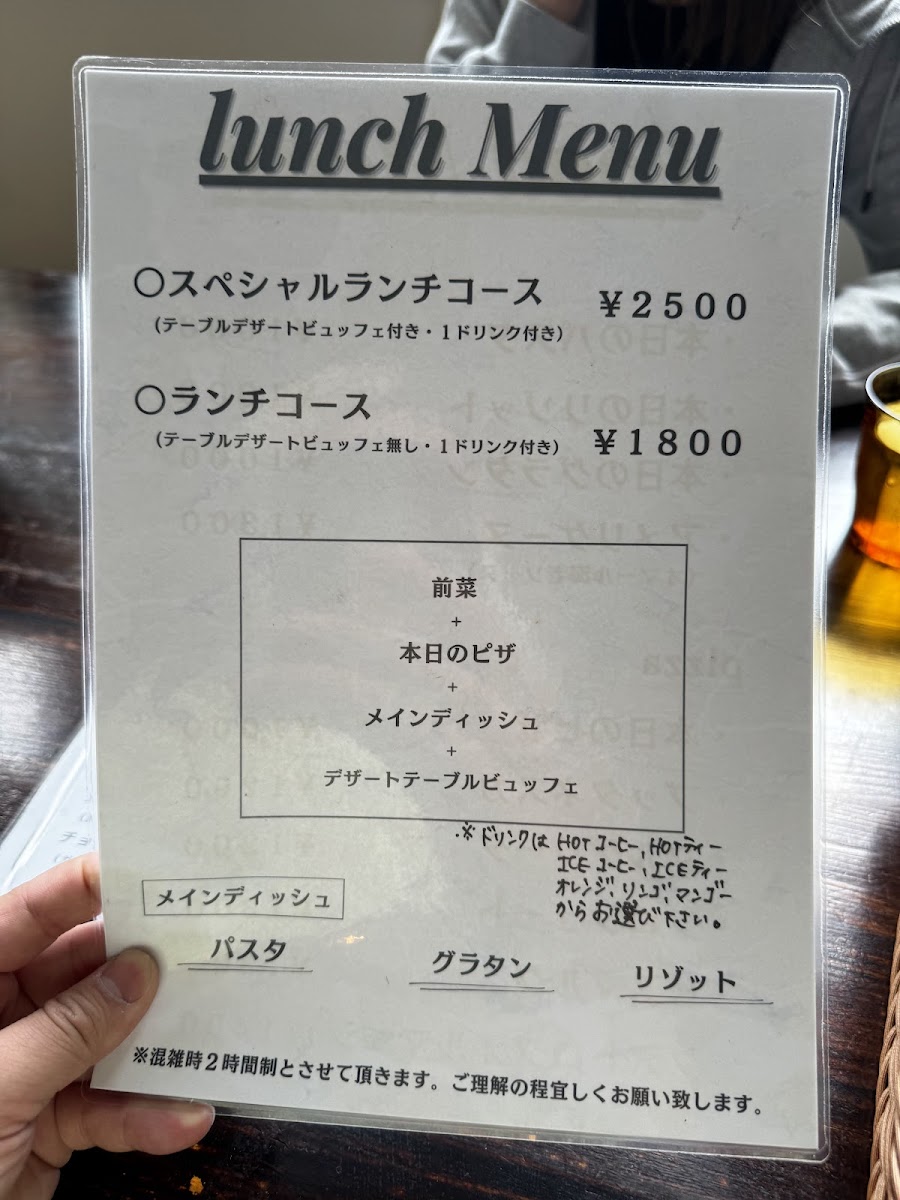 lunch Menu
〇スペシャルランチコース ￥2500
(テーブルデザートビュッフェ付き・１ドリンク付き)
〇ランチコース
(テーブルデザートビュッフェ無し・１ドリンク付き) ￥1800
前菜
+
本日のピザ
+
メインディッシュ
+
デザートテーブルビュッフェ
※ドリンクは HOTコーヒー、HOTティー
ICEコーヒー、ICEティー
オレンジ、リンゴ、マンゴー
からお選び下さい。
メインディッシュ
パスタ グラタン リゾット
※混雑時２時間制とさせて頂きます。ご理解の程宜しくお願い致します。